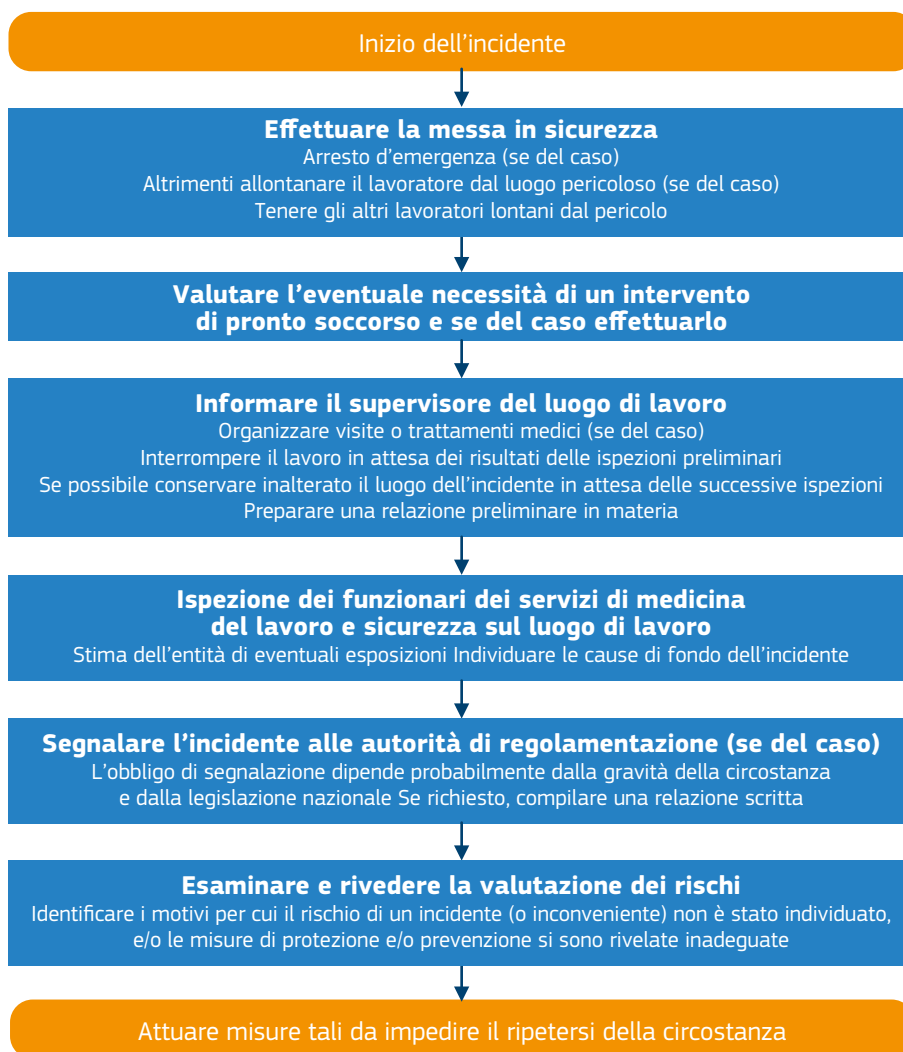 Inizio dell'incidente
Effettuare la messa in sicurezza
Arresto d'emergenza (se del caso)
Altrimenti allontanare il lavoratore dal luogo pericoloso (se del caso)
Tenere gli altri lavoratori lontani dal pericolo
Valutare l'eventuale necessità di un intervento
di pronto soccorso e se del caso effettuarlo
Informare il supervisore del luogo di lavoro
Organizzare visite o trattamenti medici (se del caso)
Interrompere il lavoro in attesa dei risultati delle ispezioni preliminari
Se possibile conservare inalterato il luogo dell'incidente in attesa delle successive ispezioni
Preparare una relazione preliminare in materia
Ispezione dei funzionari dei servizi di medicina
del lavoro e sicurezza sul luogo di lavoro
Stima dell'entità di eventuali esposizioni Individuare le cause di fondo dell'incidente
Segnalare l'incidente alle autorità di regolamentazione (se del caso)
L'obbligo di segnalazione dipende probabilmente dalla gravità della circostanza
e dalla legislazione nazionale Se richiesto, compilare una relazione scritta
Esaminare e rivedere la valutazione dei rischi
Identificare i motivi per cui il rischio di un incidente (o inconveniente) non è stato individuato,
e/o le misure di protezione e/o prevenzione si sono rivelate inadeguate
Attuare misure tali da impedire il ripetersi della circostanza